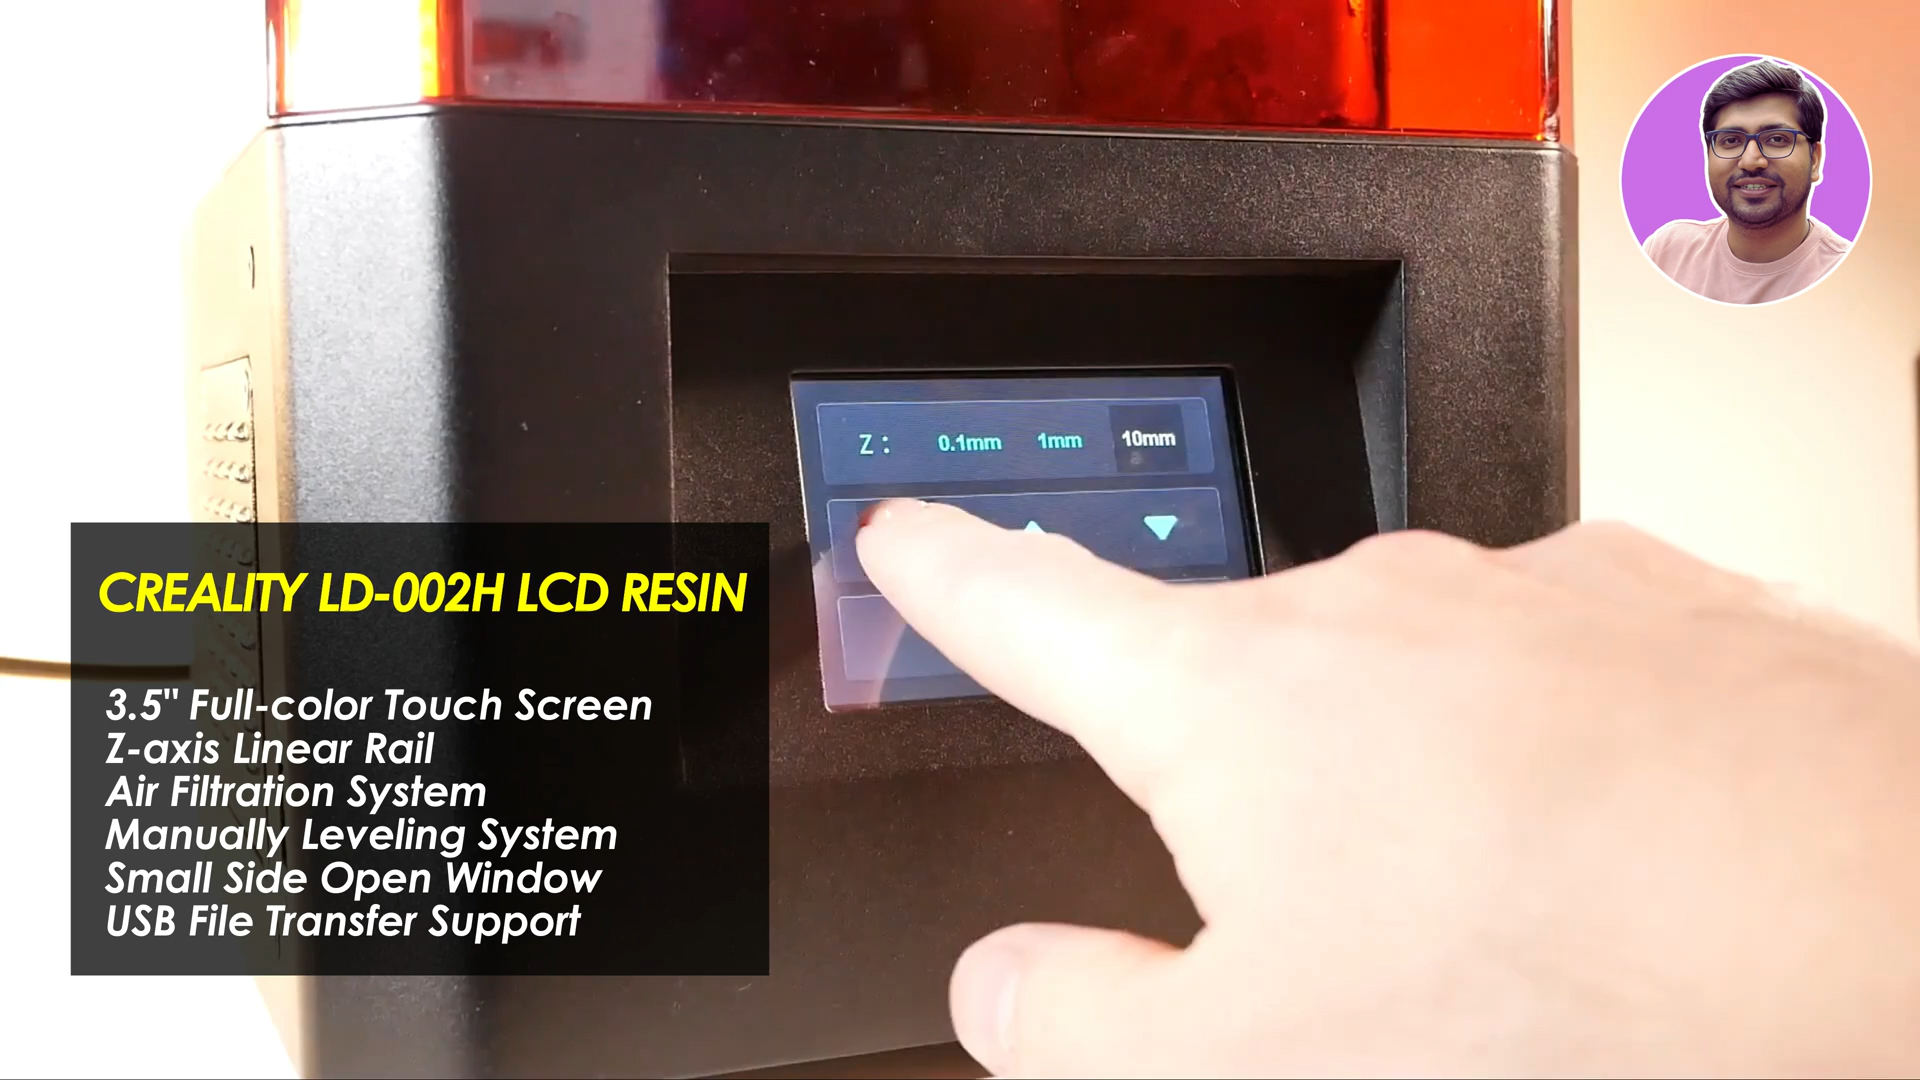 Z : 0.1mm 1mm 10mm
CREALITY LD-002H LCD RESIN
3.5" Full-color Touch Screen
Z-axis Linear Rail
Air Filtration System
Manually Leveling System
Small Side Open Window
USB File Transfer Support